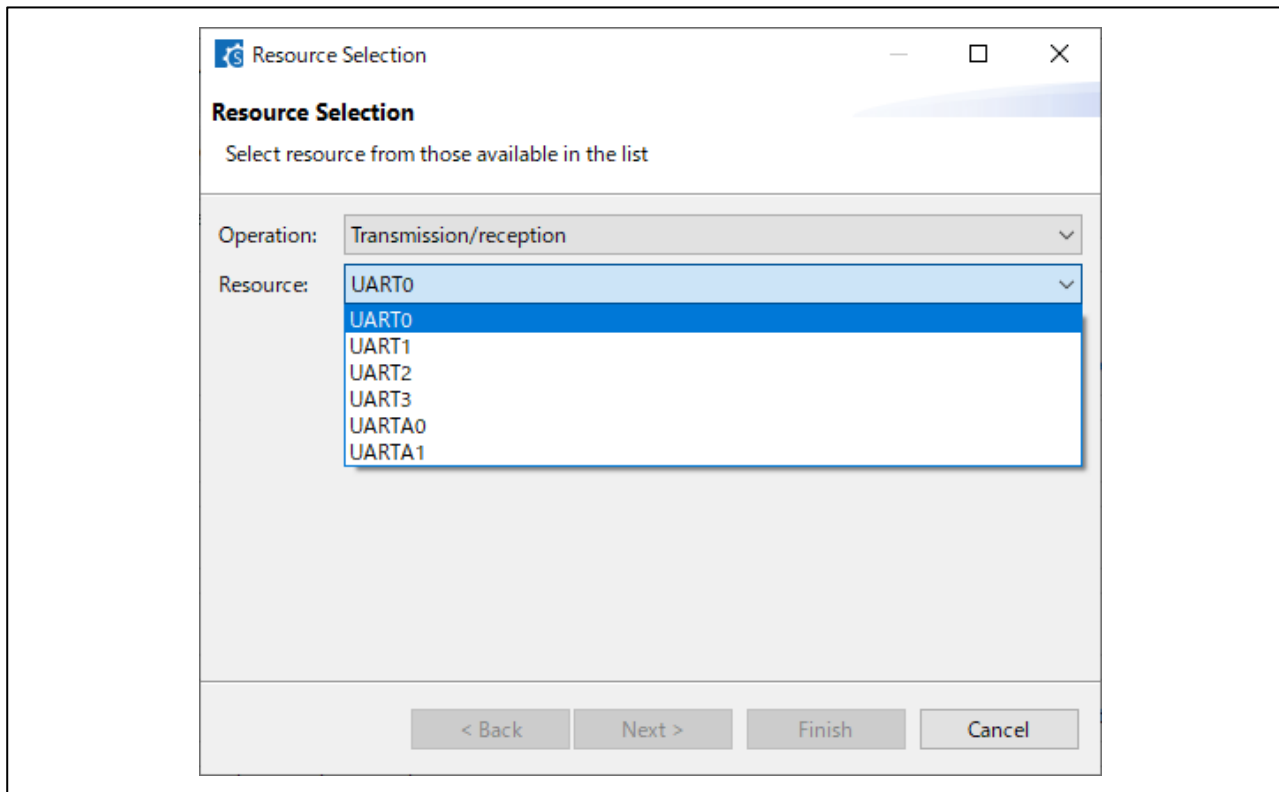 Resource Selection
Resource Selection
Select resource from those available in the list
Operation: Transmission/reception
Resource: UART0
UART0
UART1
UART2
UART3
UARTA0
UARTA1
< Back Next > Finish Cancel